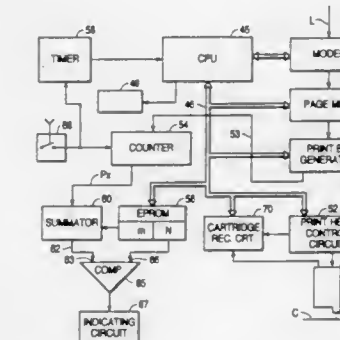 L
58
45
TIMER
CPU
MODE
48
46
PAGE M
54
53
68
COUNTER
PRINT B
GENERAT
Px
60
56
70
52
SUMMATOR
EPROM
m N
CARTRIDGE
REC. CRT
PRINT HE
CONTRO
CIRCUI
62
63
66
COMP
65
C
67
INDICATING
CIRCUIT